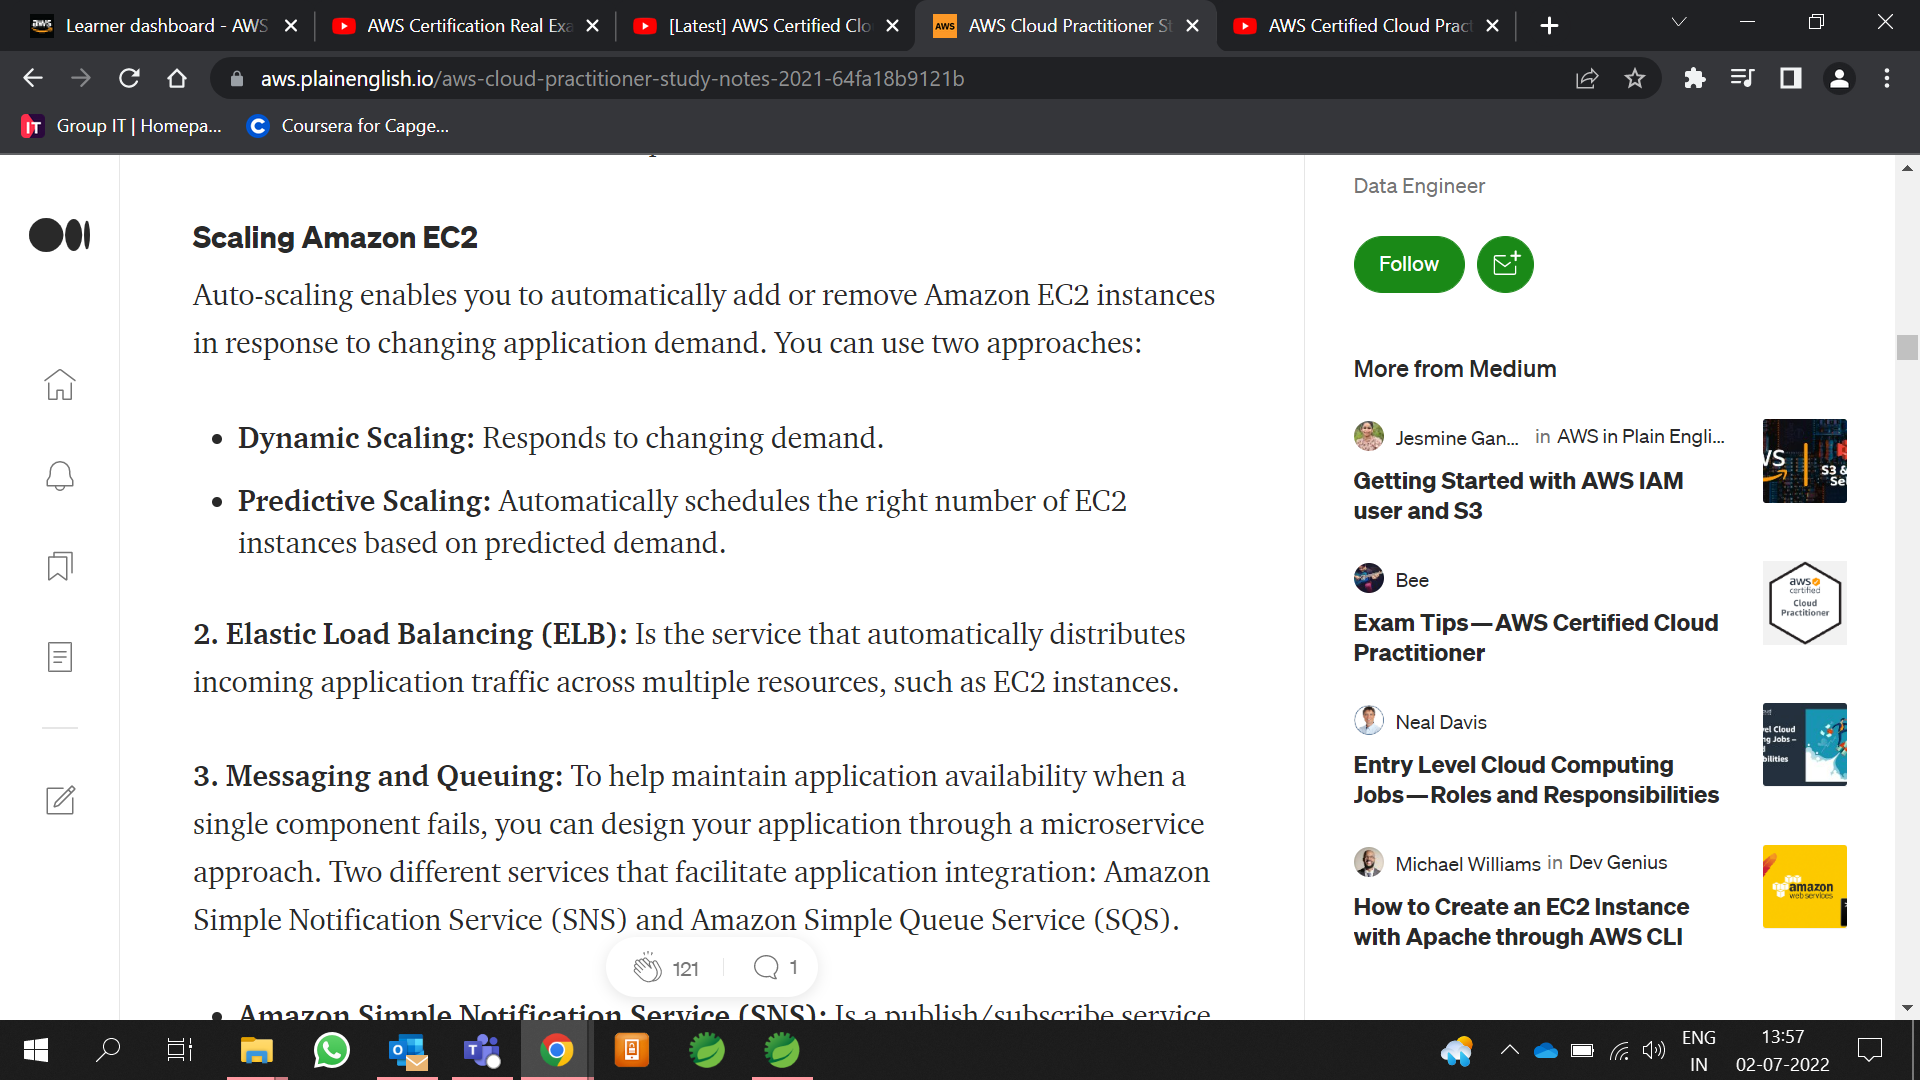 Learner dashboard - AWS
AWS Certification Real Exa
[Latest] AWS Certified Clo
AWS Cloud Practitioner St
AWS Certified Cloud Pract
aws.plainenglish.io/aws-cloud-practitioner-study-notes-2021-64fa18b9121b
Group IT | Homepa...
Coursera for Capge...
Scaling Amazon EC2
Auto-scaling enables you to automatically add or remove Amazon EC2 instances
in response to changing application demand. You can use two approaches:
Dynamic Scaling: Responds to changing demand.
Predictive Scaling: Automatically schedules the right number of EC2
instances based on predicted demand.
2. Elastic Load Balancing (ELB): Is the service that automatically distributes
incoming application traffic across multiple resources, such as EC2 instances.
3. Messaging and Queuing: To help maintain application availability when a
single component fails, you can design your application through a microservice
approach. Two different services that facilitate application integration: Amazon
Simple Notification Service (SNS) and Amazon Simple Queue Service (SQS).
121
1
Amazon Simple Notification Service (SNS): Is a publish/subscribe service
Data Engineer
Follow
More from Medium
Jesmine Gan... in AWS in Plain Engli...
Getting Started with AWS IAM
user and S3
Bee
Exam Tips—AWS Certified Cloud
Practitioner
aws
certified
Cloud
Practitioner
Neal Davis
Entry Level Cloud Computing
Jobs—Roles and Responsibilities
Michael Williams in Dev Genius
How to Create an EC2 Instance
with Apache through AWS CLI
amazon
web services
ENG
IN
13:57
02-07-2022